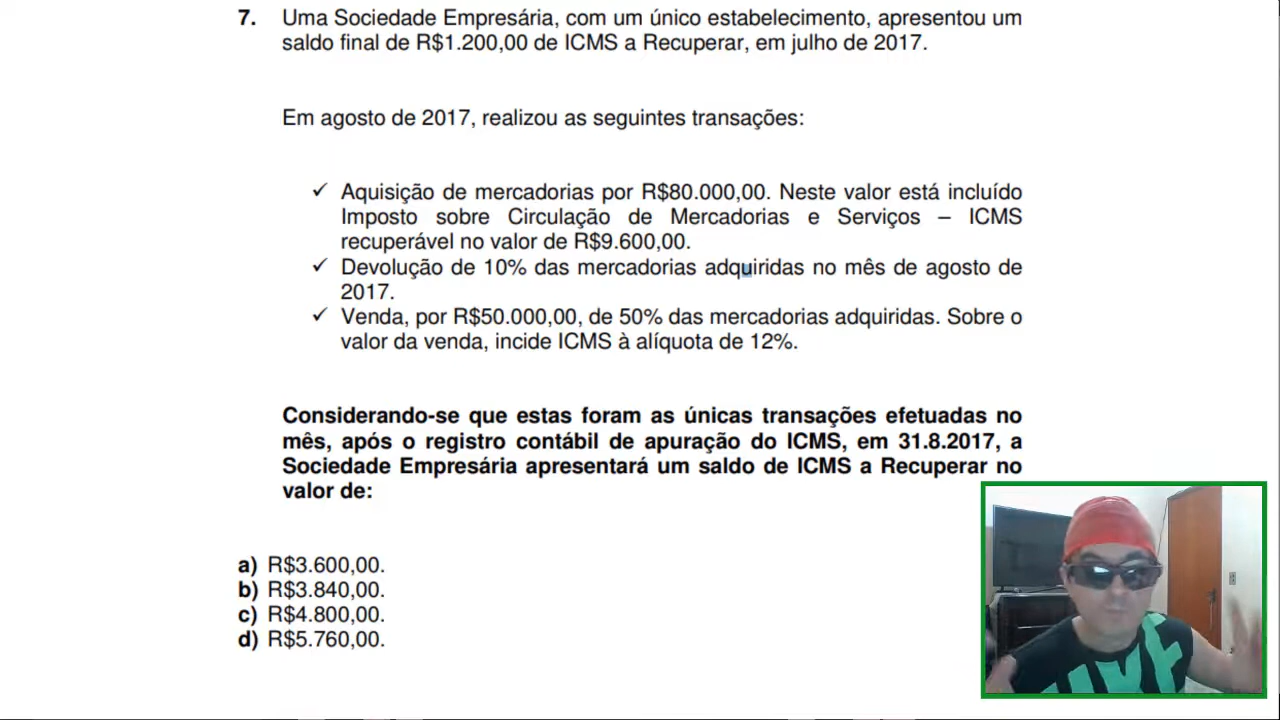 7. Uma Sociedade Empresária, com um único estabelecimento, apresentou um
saldo final de R$1.200,00 de ICMS a Recuperar, em julho de 2017.
Em agosto de 2017, realizou as seguintes transações:
✓ Aquisição de mercadorias por R$80.000,00. Neste valor está incluído
Imposto sobre Circulação de Mercadorias e Serviços – ICMS
recuperável no valor de R$9.600,00.
✓ Devolução de 10% das mercadorias adquiridas no mês de agosto de
2017.
✓ Venda, por R$50.000,00, de 50% das mercadorias adquiridas. Sobre o
valor da venda, incide ICMS à alíquota de 12%.
Considerando-se que estas foram as únicas transações efetuadas no
mês, após o registro contábil de apuração do ICMS, em 31.8.2017, a
Sociedade Empresária apresentará um saldo de ICMS a Recuperar no
valor de:
a) R$3.600,00.
b) R$3.840,00.
c) R$4.800,00.
d) R$5.760,00.